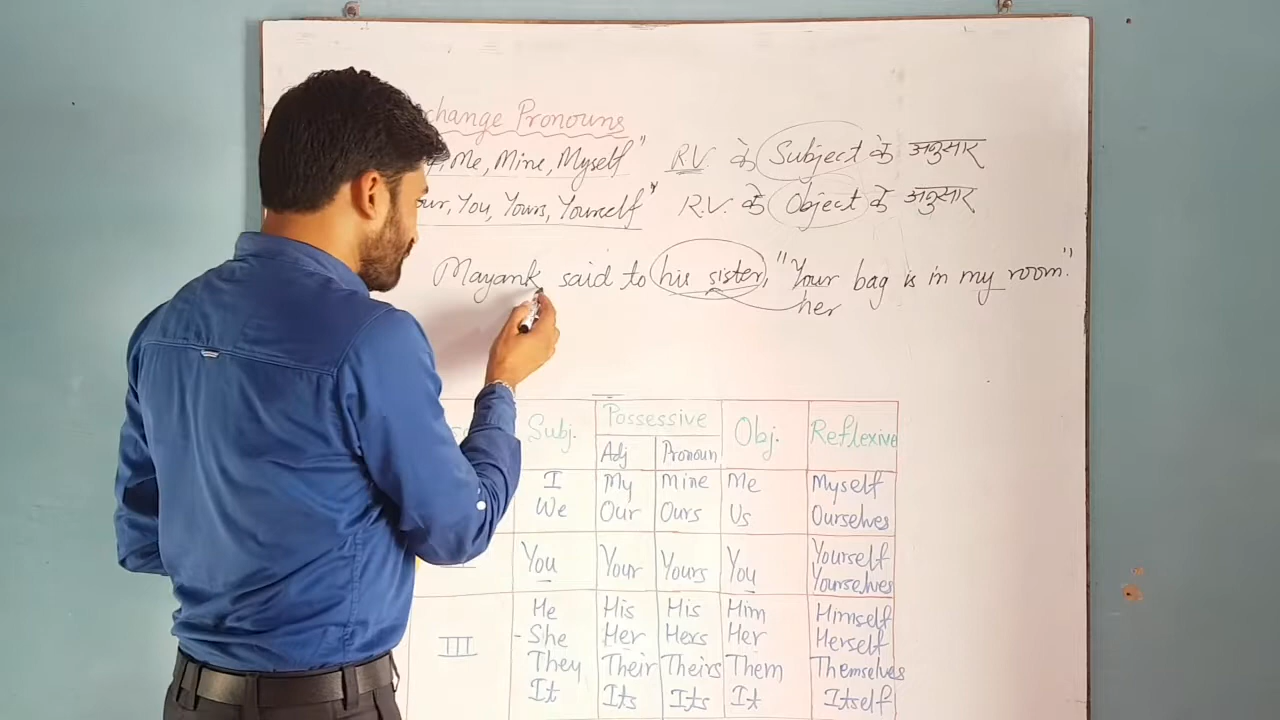 change Pronouns
Me, Mine, Myself" R.V. के Subject के अनुसार
You, Yours, Yourself" R.V. के Object के अनुसार
Mayank said to his sister, "Your bag is in my room."
her
Subj. Possessive Obj. Reflexive
Adj Pronoun
I My Mine Me Myself
We Our Ours Us Ourselves
You Your Yours You Yourself
Yourselves
III He His His Him Himself
She Her Hers Her Herself
They Their Theirs Them Themselves
It Its Its It Itself